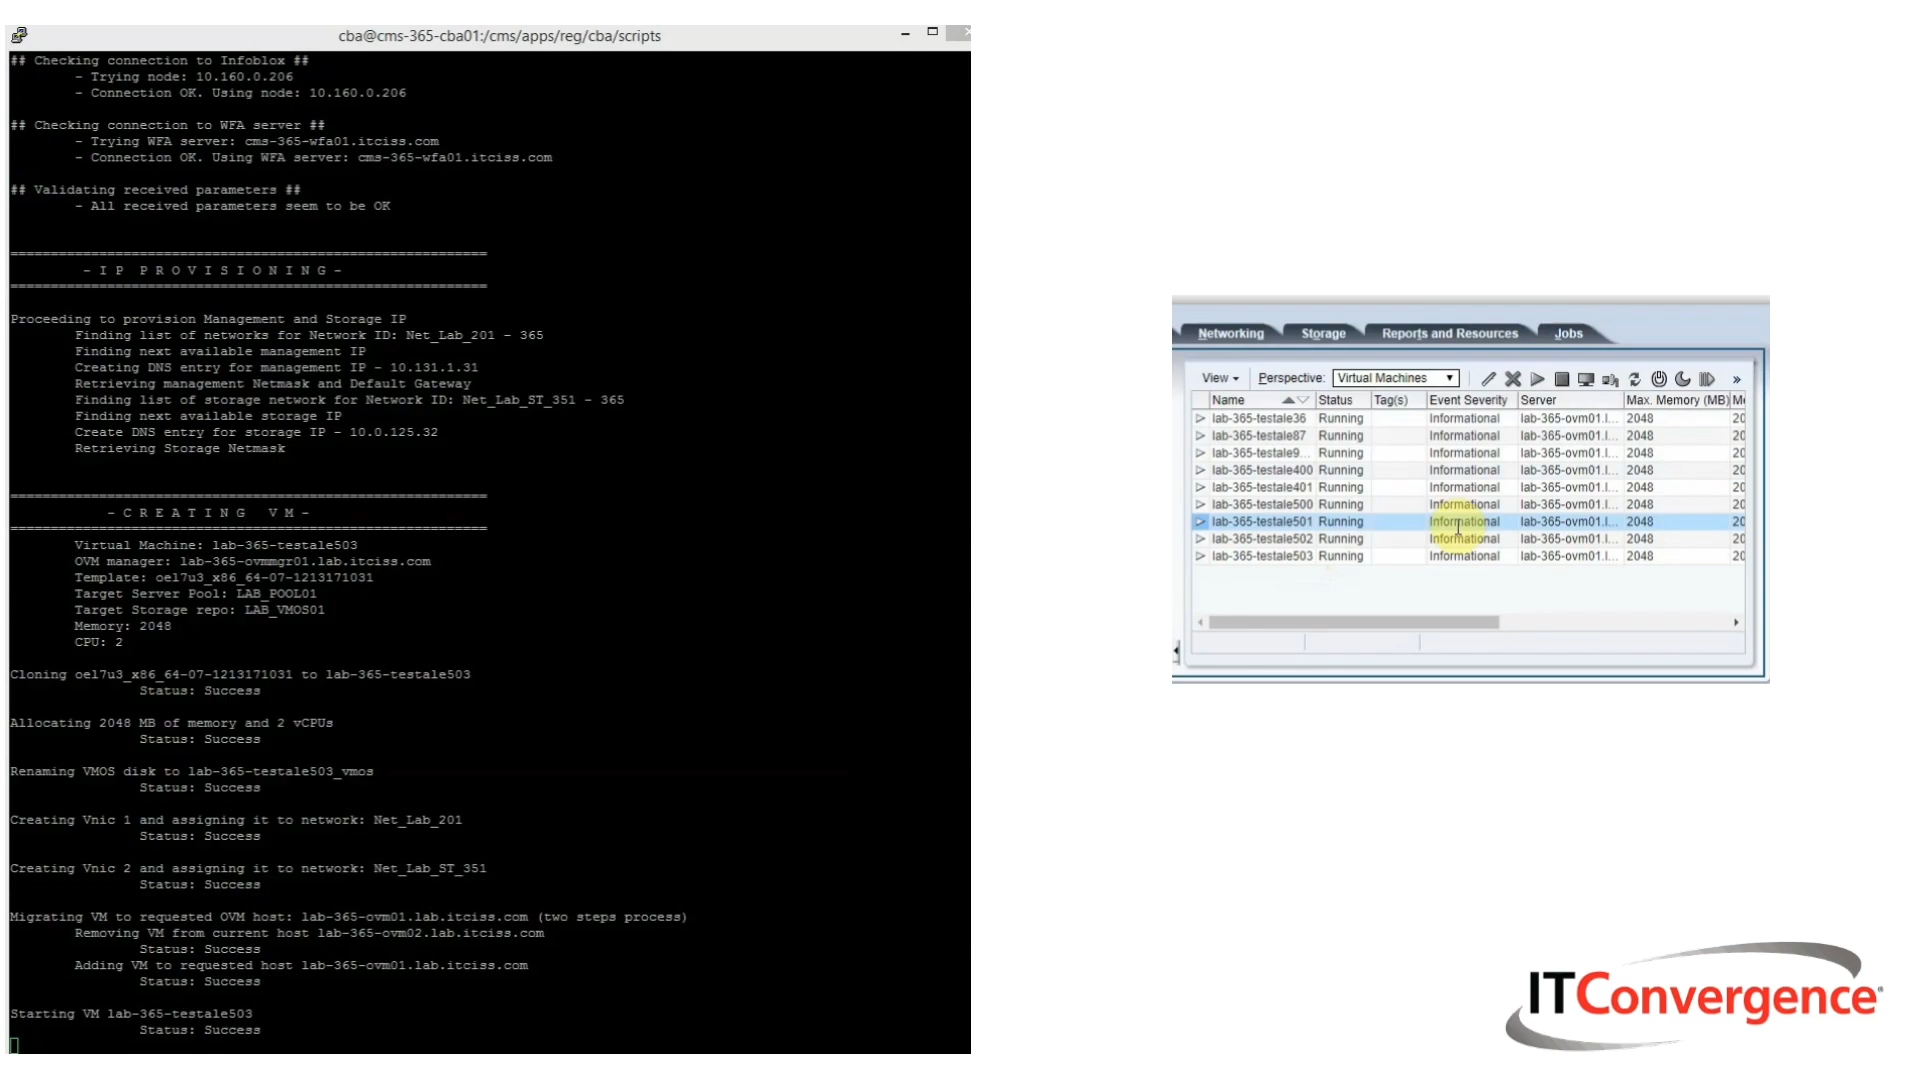 cba@cms-365-cba01:/cms/apps/reg/cba/scripts
## Checking connection to Infoblox ##
- Trying node: 10.160.0.206
- Connection OK. Using node: 10.160.0.206
## Checking connection to WFA server ##
- Trying WFA server: cms-365-wfa01.itciss.com
- Connection OK. Using WFA server: cms-365-wfa01.itciss.com
## Validating received parameters ##
- All received parameters seem to be OK
===========================================================
- I P  P R O V I S I O N I N G -
===========================================================
Proceeding to provision Management and Storage IP
Finding list of networks for Network ID: Net_Lab_201 - 365
Finding next available management IP
Creating DNS entry for management IP - 10.131.1.31
Retrieving management Netmask and Default Gateway
Finding list of storage network for Network ID: Net_Lab_ST_351 - 365
Finding next available storage IP
Create DNS entry for storage IP - 10.0.125.32
Retrieving Storage Netmask
===========================================================
- C R E A T I N G  V M -
===========================================================
Virtual Machine: lab-365-testale503
OVM manager: lab-365-ovmmgr01.lab.itciss.com
Template: oel7u3_x86_64-07-1213171031
Target Server Pool: LAB_POOL01
Target Storage repo: LAB_VMOS01
Memory: 2048
CPU: 2
Cloning oel7u3_x86_64-07-1213171031 to lab-365-testale503
Status: Success
Allocating 2048 MB of memory and 2 vCPUs
Status: Success
Renaming VMOS disk to lab-365-testale503_vmos
Status: Success
Creating Vnic 1 and assigning it to network: Net_Lab_201
Status: Success
Creating Vnic 2 and assigning it to network: Net_Lab_ST_351
Status: Success
Migrating VM to requested OVM host: lab-365-ovm01.lab.itciss.com (two steps process)
Removing VM from current host lab-365-ovm02.lab.itciss.com
Status: Success
Adding VM to requested host lab-365-ovm01.lab.itciss.com
Status: Success
Starting VM lab-365-testale503
Status: Success
Networking Storage Reports and Resources Jobs
View Perspective: Virtual Machines »
Name Status Tag(s) Event Severity Server Max. Memory (MB)
lab-365-testale36 Running Informational lab-365-ovm01.l... 2048 20
lab-365-testale87 Running Informational lab-365-ovm01.l... 2048 20
lab-365-testale9... Running Informational lab-365-ovm01.l... 2048 20
lab-365-testale400 Running Informational lab-365-ovm01.l... 2048 20
lab-365-testale401 Running Informational lab-365-ovm01.l... 2048 20
lab-365-testale500 Running Informational lab-365-ovm01.l... 2048 20
lab-365-testale501 Running Informational lab-365-ovm01.l... 2048 20
lab-365-testale502 Running Informational lab-365-ovm01.l... 2048 20
lab-365-testale503 Running Informational lab-365-ovm01.l... 2048 20
ITConvergence®